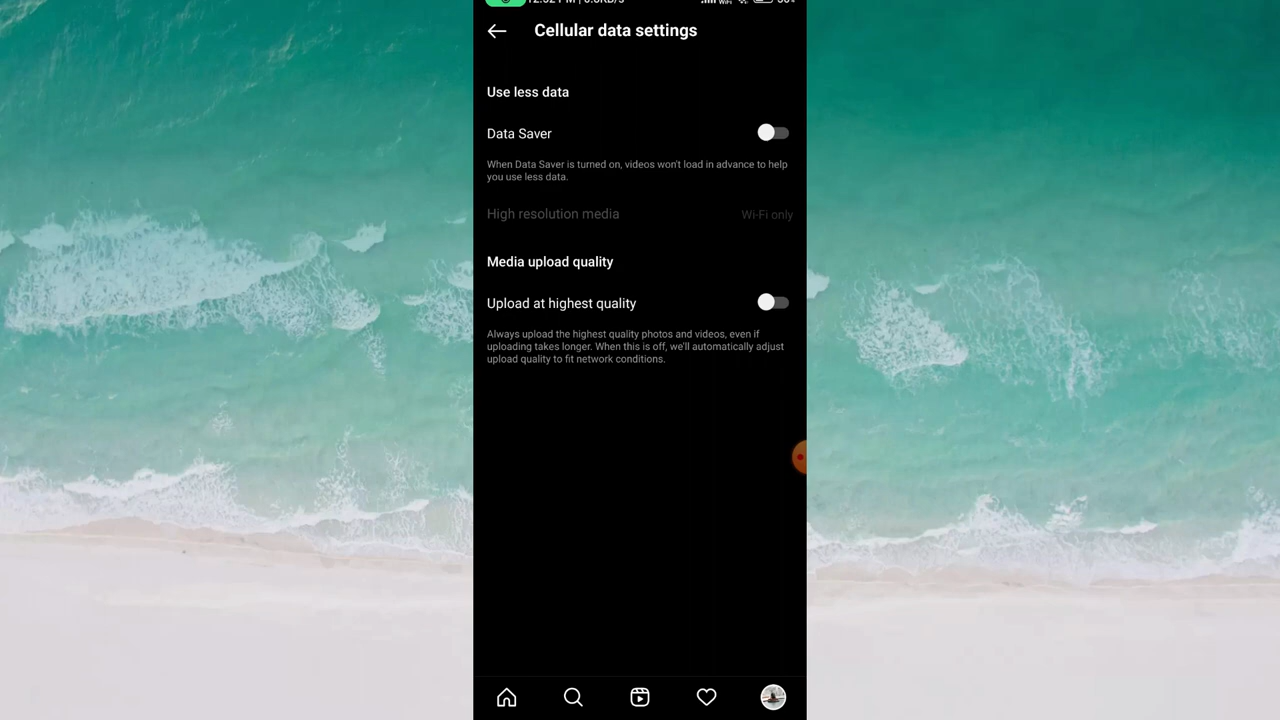 Cellular data settings
Use less data
Data Saver
When Data Saver is turned on, videos won't load in advance to help
you use less data.
High resolution media
Wi-Fi only
Media upload quality
Upload at highest quality
Always upload the highest quality photos and videos, even if
uploading takes longer. When this is off, we'll automatically adjust
upload quality to fit network conditions.